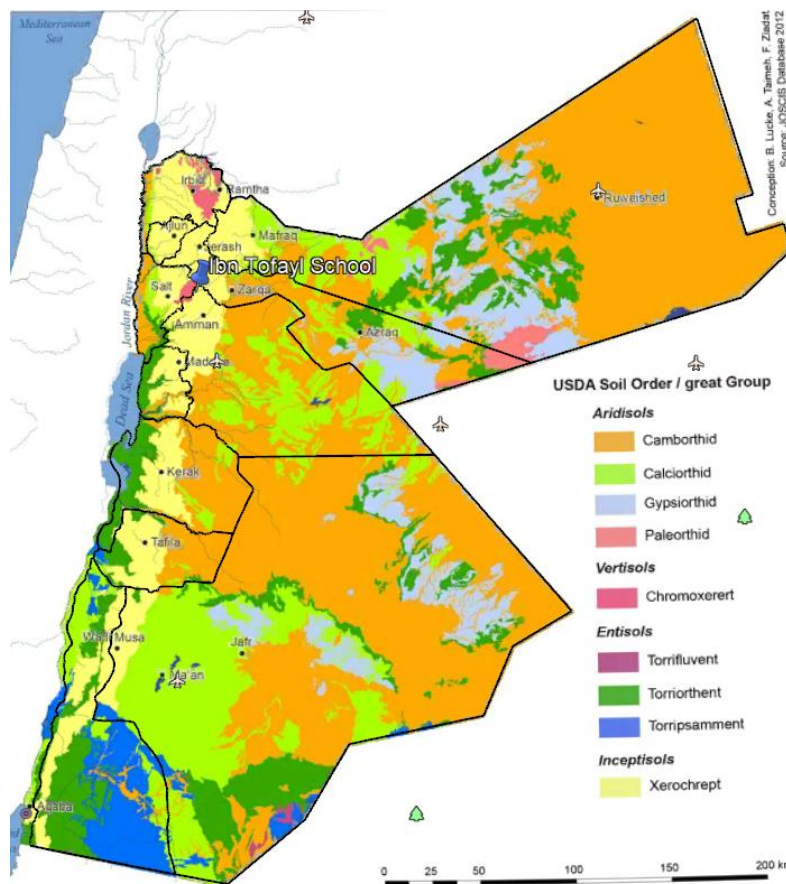 Mediterranean
Sea
Conception: B. Lucke, A. Taimeh, F. Ziadat
Source: JOSCIS Database 2012
Irbid
Ramtha
Ajlun
Jerash
Mafraq
Ruweished
Ibn Tofayl School
Salt
Zarqa
Jordan River
Amman
Azraq
Madaba
Dead Sea
Kerak
Tafila
Wadi Musa
Jafr
Ma'an
Aqaba
USDA Soil Order / great Group
Aridisols
Camborthid
Calciorthid
Gypsiorthid
Paleorthid
Vertisols
Chromoxerert
Entisols
Torrifluvent
Torriorthent
Torripsamment
Inceptisols
Xerochrept
0 50 100 150 200 km